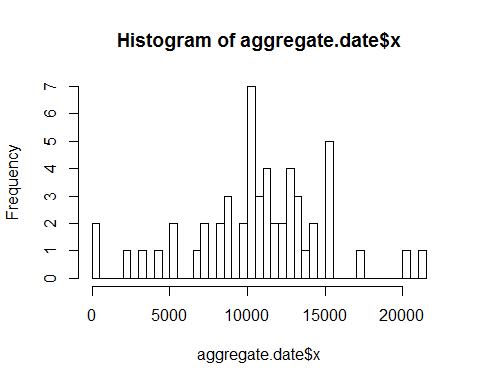 Histogram of aggregate.date$x
Frequency
7
6
5
4
3
2
1
0
0 5000 10000 15000 20000
aggregate.date$x